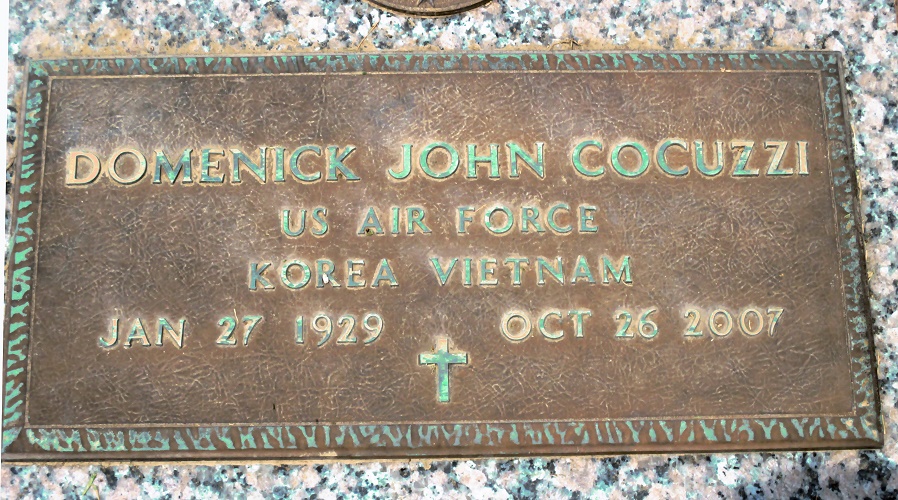 DOMENICK JOHN COCUZZI
US AIR FORCE
KOREA VIETNAM
JAN 27 1929 OCT 26 2007